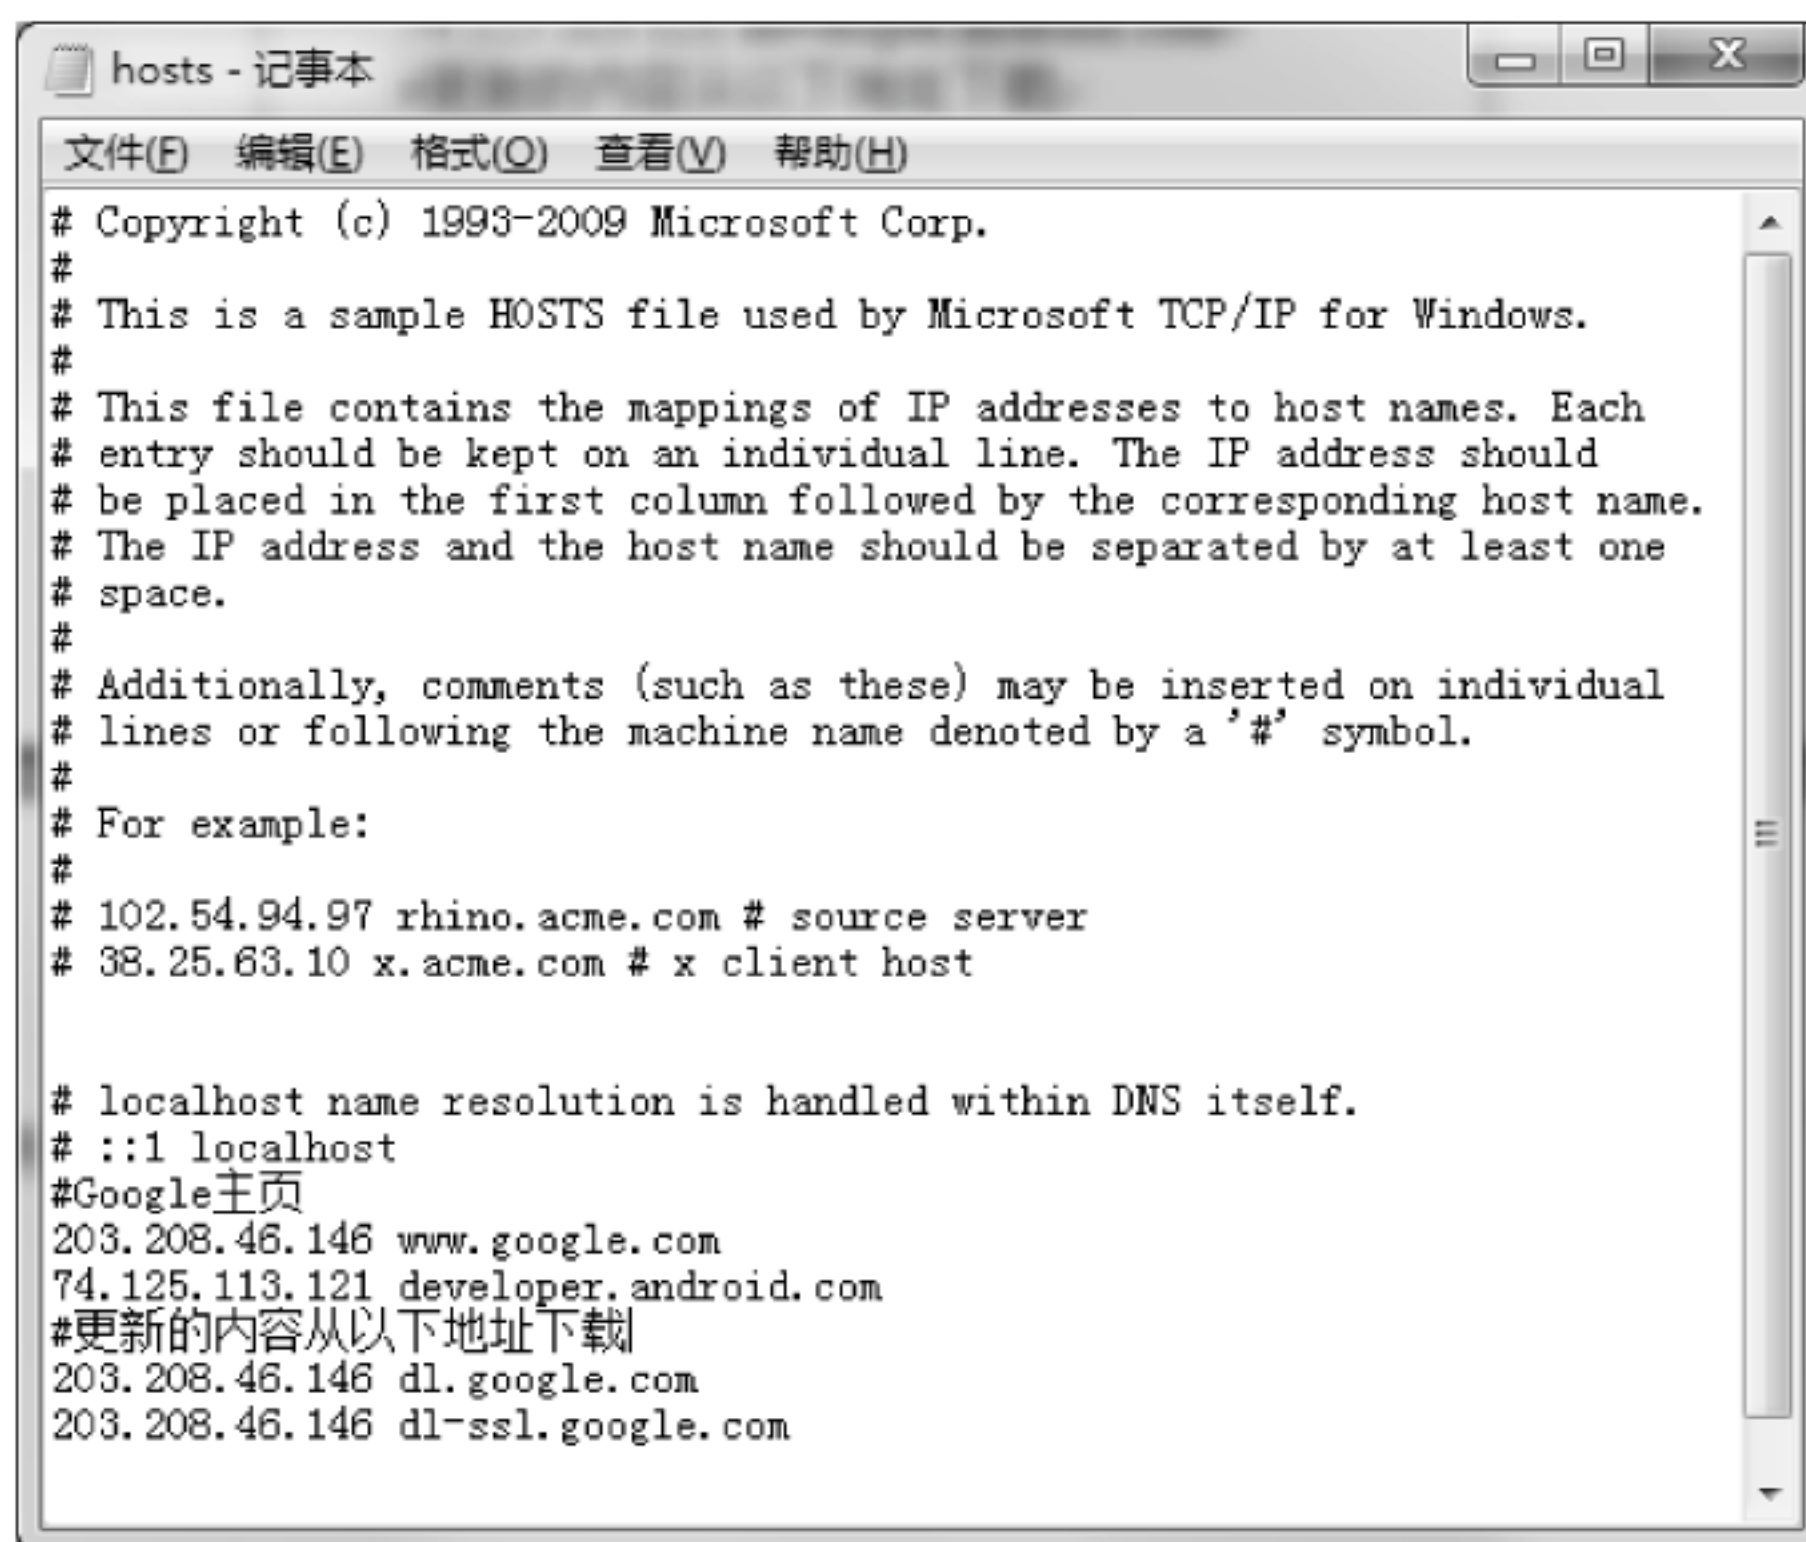 hosts - 记事本
文件(F) 编辑(E) 格式(O) 查看(V) 帮助(H)
# Copyright (c) 1993-2009 Microsoft Corp.
#
# This is a sample HOSTS file used by Microsoft TCP/IP for Windows.
#
# This file contains the mappings of IP addresses to host names. Each
# entry should be kept on an individual line. The IP address should
# be placed in the first column followed by the corresponding host name.
# The IP address and the host name should be separated by at least one
# space.
#
# Additionally, comments (such as these) may be inserted on individual
# lines or following the machine name denoted by a '#' symbol.
#
# For example:
#
# 102.54.94.97 rhino.acme.com # source server
# 38.25.63.10 x.acme.com # x client host
# localhost name resolution is handled within DNS itself.
# ::1 localhost
#Google主页
203.208.46.146 www.google.com
74.125.113.121 developer.android.com
#更新的内容从以下地址下载
203.208.46.146 dl.google.com
203.208.46.146 dl-ssl.google.com